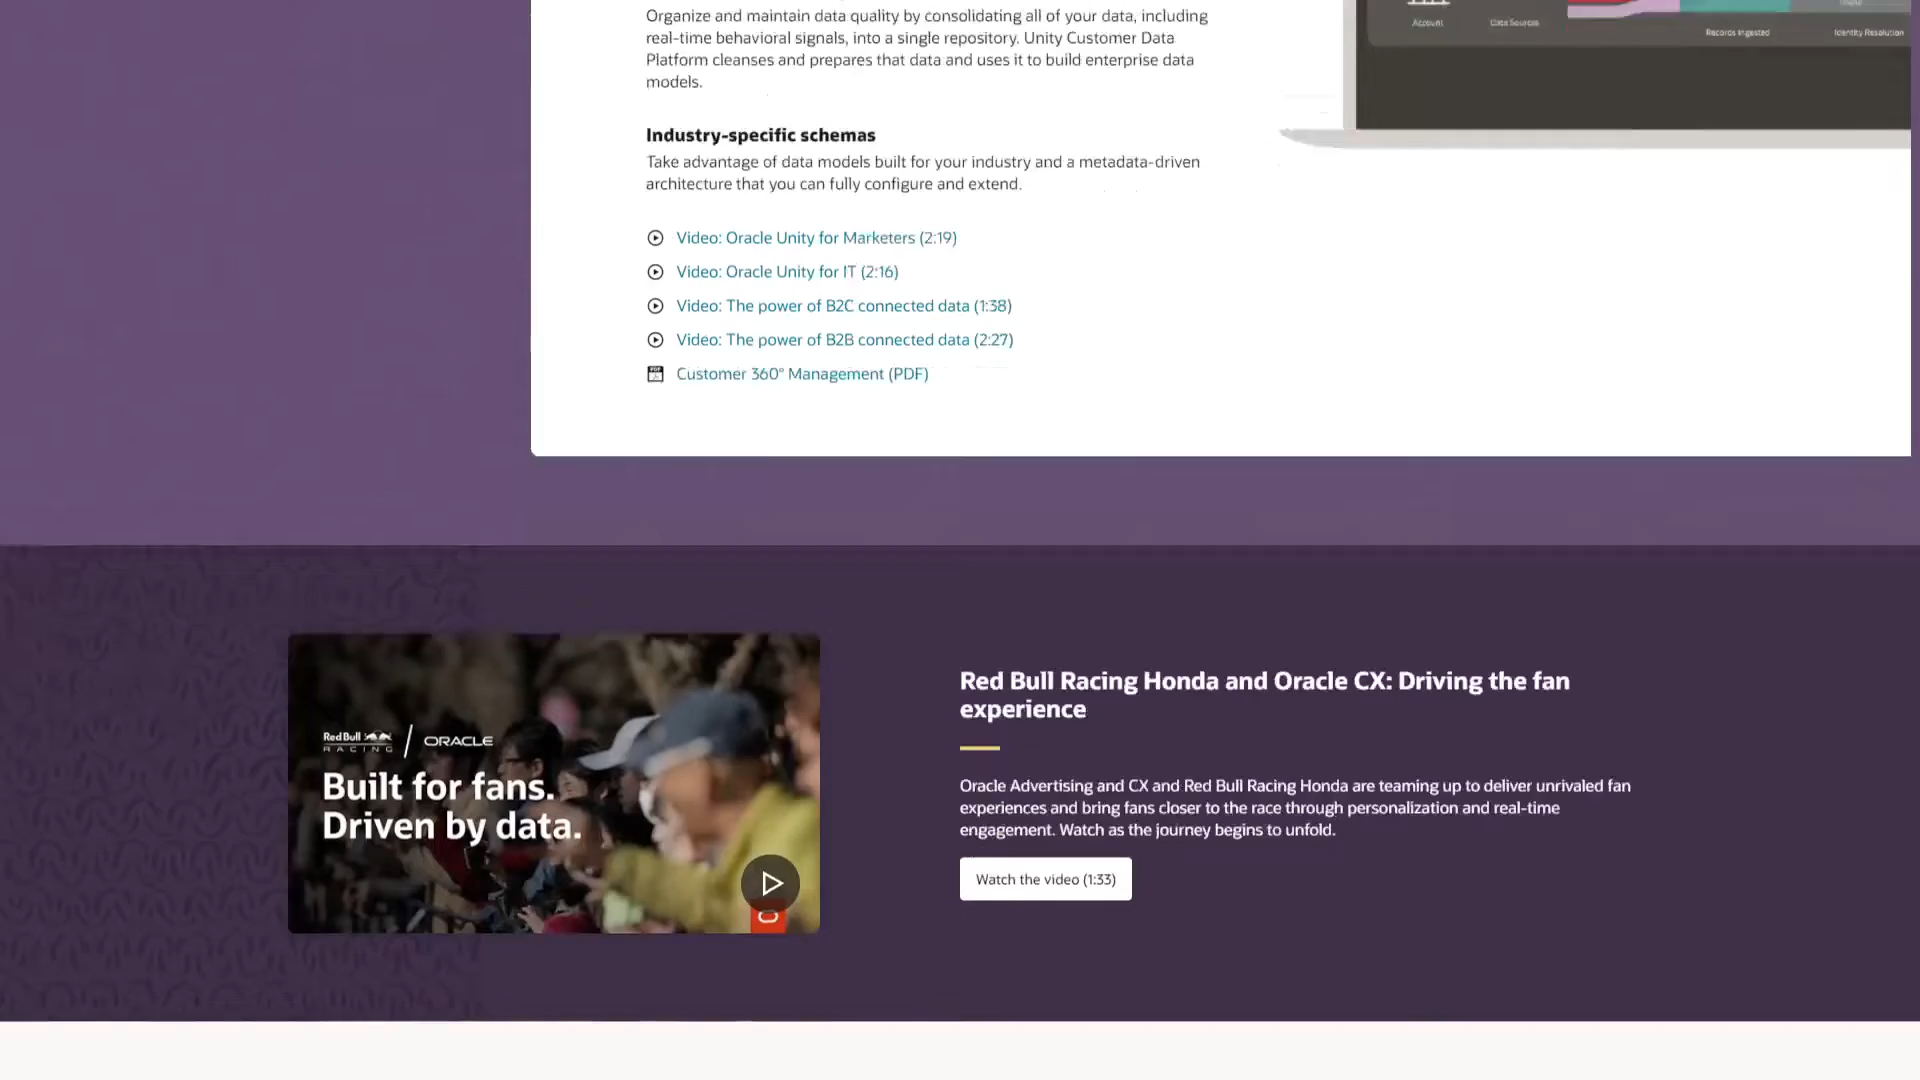 Organize and maintain data quality by consolidating all of your data, including
real-time behavioral signals, into a single repository. Unity Customer Data
Platform cleanses and prepares that data and uses it to build enterprise data
models.
Account
Data Sources
Records Ingested
Identity Resolution
Industry-specific schemas
Take advantage of data models built for your industry and a metadata-driven
architecture that you can fully configure and extend.
Video: Oracle Unity for Marketers (2:19)
Video: Oracle Unity for IT (2:16)
Video: The power of B2C connected data (1:38)
Video: The power of B2B connected data (2:27)
Customer 360° Management (PDF)
Red Bull
RACING
ORACLE
Built for fans.
Driven by data.
Red Bull Racing Honda and Oracle CX: Driving the fan
experience
Oracle Advertising and CX and Red Bull Racing Honda are teaming up to deliver unrivaled fan
experiences and bring fans closer to the race through personalization and real-time
engagement. Watch as the journey begins to unfold.
Watch the video (1:33)